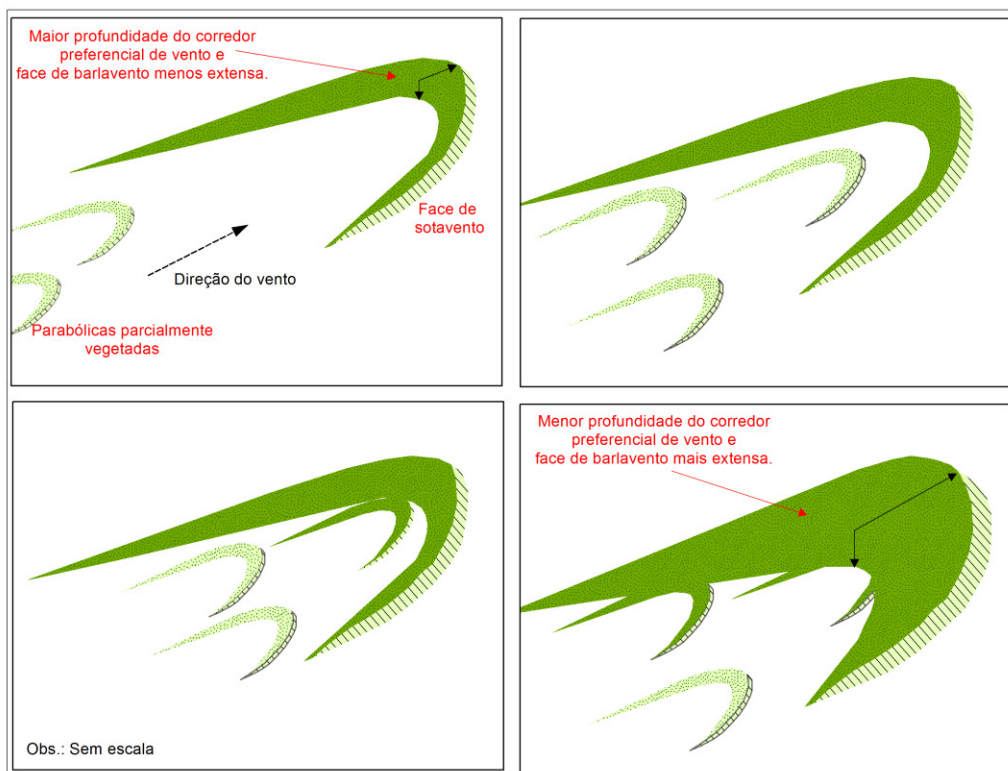 Maior profundidade do corredor
preferencial de vento e
face de barlavento menos extensa.
Face de
sotavento
Direção do vento
Parabólicas parcialmente
vegetadas
Obs.: Sem escala
Menor profundidade do corredor
preferencial de vento e
face de barlavento mais extensa.